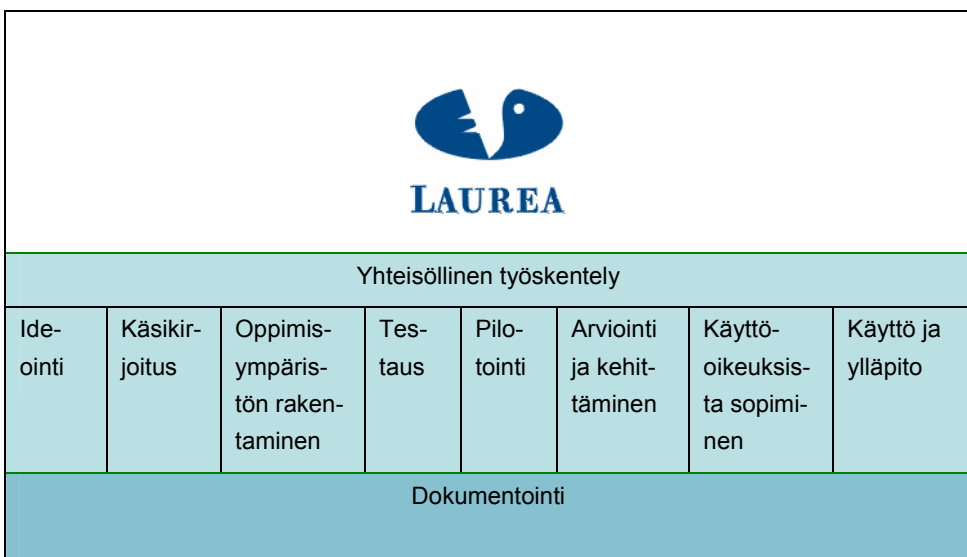 LAUREA
Yhteisöllinen työskentely
Ide-
ointi
Käsikir-
joitus
Oppimis-
ympäris-
tön raken-
taminen
Tes-
taus
Pilo-
tointi
Arviointi
ja kehit-
täminen
Käyttö-
oikeuksis-
ta sopimi-
nen
Käyttö ja
ylläpito
Dokumentointi